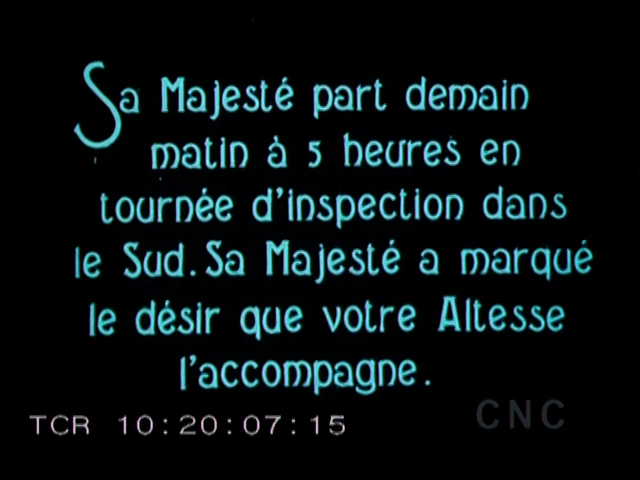 Sa Majesté part demain
matin à 5 heures en
tournée d'inspection dans
le Sud. Sa Majesté a marqué
le désir que votre Altesse
l'accompagne.
TCR 10:20:07:15
CNC